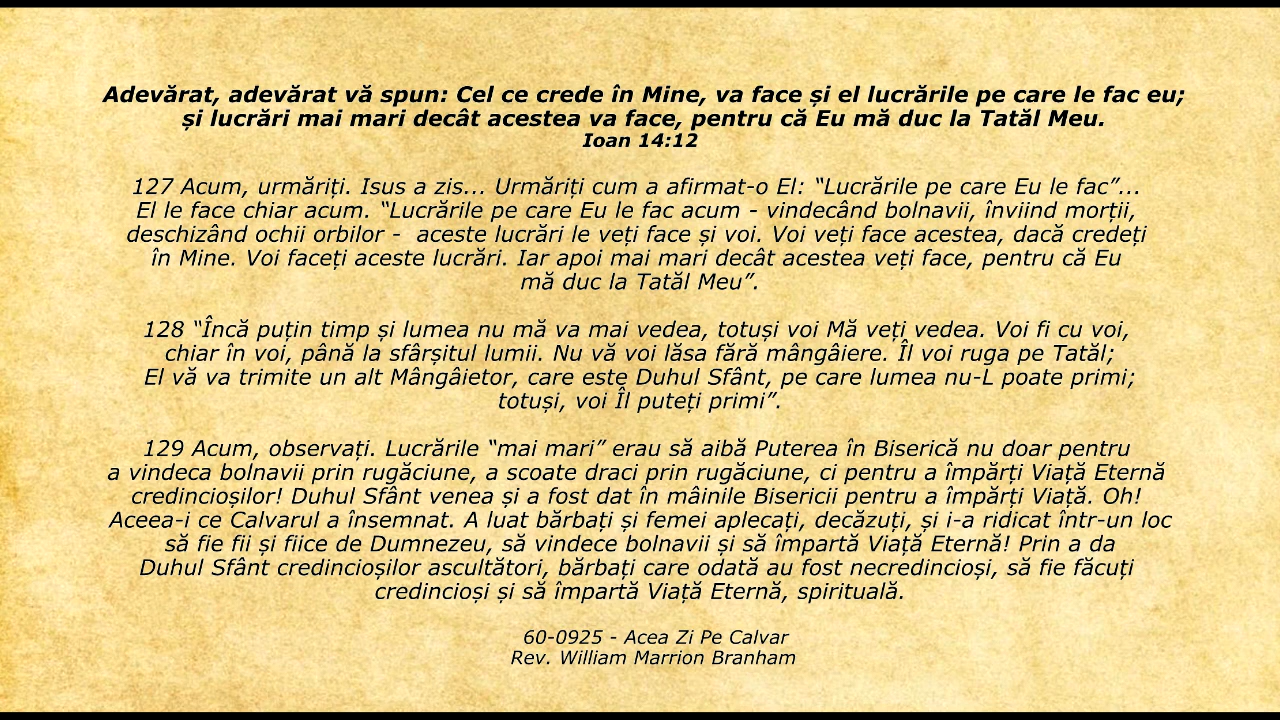 Adevărat, adevărat vă spun: Cel ce crede în Mine, va face și el lucrările pe care le fac eu;
și lucrări mai mari decât acestea va face, pentru că Eu mă duc la Tatăl Meu.
Ioan 14:12
127 Acum, urmăriți. Isus a zis... Urmăriți cum a afirmat-o El: “Lucrările pe care Eu le fac”...
El le face chiar acum. “Lucrările pe care Eu le fac acum - vindecând bolnavii, înviind morții,
deschizând ochii orbilor - aceste lucrări le veți face și voi. Voi veți face acestea, dacă credeți
în Mine. Voi faceți aceste lucrări. Iar apoi mai mari decât acestea veți face, pentru că Eu
mă duc la Tatăl Meu”.
128 “Încă puțin timp și lumea nu mă va mai vedea, totuși voi Mă veți vedea. Voi fi cu voi,
chiar în voi, până la sfârșitul lumii. Nu vă voi lăsa fără mângâiere. Îl voi ruga pe Tatăl;
El vă va trimite un alt Mângâietor, care este Duhul Sfânt, pe care lumea nu-L poate primi;
totuși, voi Îl puteți primi”.
129 Acum, observați. Lucrările “mai mari” erau să aibă Puterea în Biserică nu doar pentru
a vindeca bolnavii prin rugăciune, a scoate draci prin rugăciune, ci pentru a împărți Viață Eternă
credincioșilor! Duhul Sfânt venea și a fost dat în mâinile Bisericii pentru a împărți Viață. Oh!
Aceea-i ce Calvarul a însemnat. A luat bărbați și femei aplecați, decăzuți, și i-a ridicat într-un loc
să fie fii și fiice de Dumnezeu, să vindece bolnavii și să împartă Viață Eternă! Prin a da
Duhul Sfânt credincioșilor ascultători, bărbați care odată au fost necredincioși, să fie făcuți
credincioși și să împartă Viață Eternă, spirituală.
60-0925 - Acea Zi Pe Calvar
Rev. William Marrion Branham